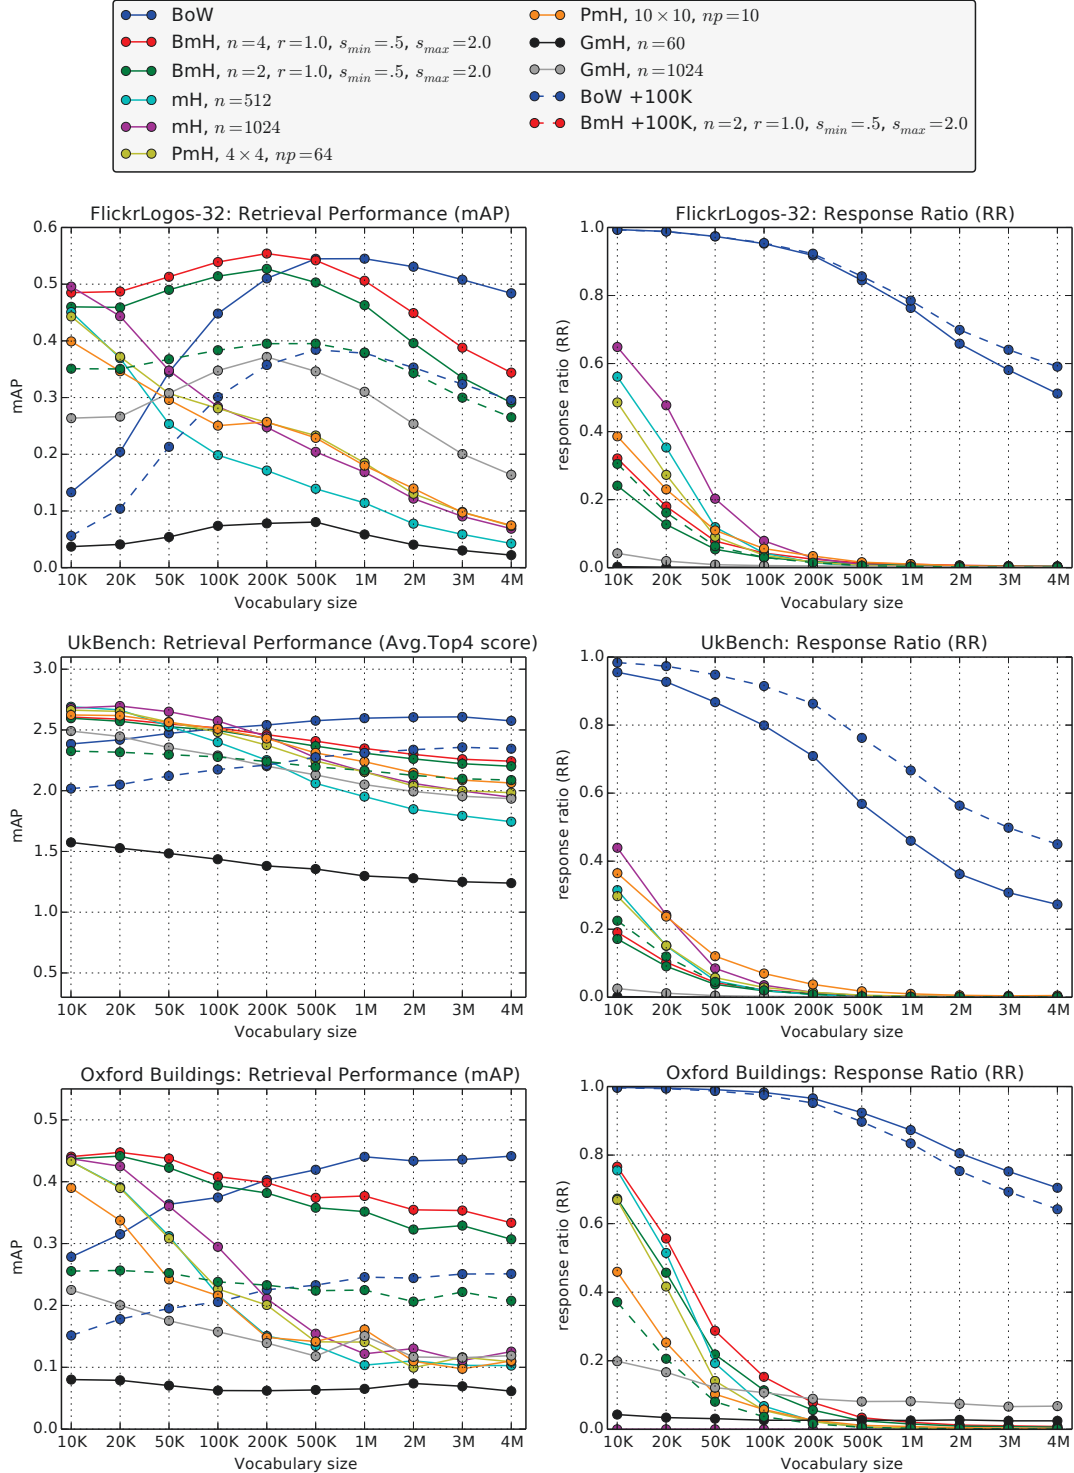 BoW
BmH, n=4, r=1.0, s_min=.5, s_max=2.0
BmH, n=2, r=1.0, s_min=.5, s_max=2.0
mH, n=512
mH, n=1024
PmH, 4×4, np=64
PmH, 10×10, np=10
GmH, n=60
GmH, n=1024
BoW +100K
BmH +100K, n=2, r=1.0, s_min=.5, s_max=2.0
FlickrLogos-32: Retrieval Performance (mAP)
0.6
0.5
0.4
0.3
0.2
0.1
0.0
mAP
10K 20K 50K 100K 200K 500K 1M 2M 3M 4M
Vocabulary size
FlickrLogos-32: Response Ratio (RR)
1.0
0.8
0.6
0.4
0.2
0.0
response ratio (RR)
10K 20K 50K 100K 200K 500K 1M 2M 3M 4M
Vocabulary size
UkBench: Retrieval Performance (Avg.Top4 score)
3.0
2.5
2.0
1.5
1.0
0.5
mAP
10K 20K 50K 100K 200K 500K 1M 2M 3M 4M
Vocabulary size
UkBench: Response Ratio (RR)
1.0
0.8
0.6
0.4
0.2
0.0
response ratio (RR)
10K 20K 50K 100K 200K 500K 1M 2M 3M 4M
Vocabulary size
Oxford Buildings: Retrieval Performance (mAP)
0.5
0.4
0.3
0.2
0.1
0.0
mAP
10K 20K 50K 100K 200K 500K 1M 2M 3M 4M
Vocabulary size
Oxford Buildings: Response Ratio (RR)
1.0
0.8
0.6
0.4
0.2
0.0
response ratio (RR)
10K 20K 50K 100K 200K 500K 1M 2M 3M 4M
Vocabulary size